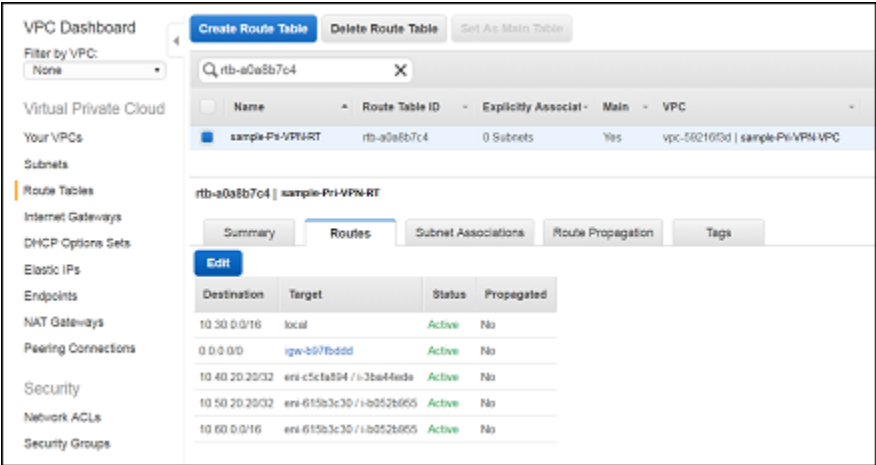 VPC Dashboard
Filter by VPC:
None
Virtual Private Cloud
Your VPCs
Subnets
Route Tables
Internet Gateways
DHCP Options Sets
Elastic IPs
Endpoints
NAT Gateways
Peering Connections
Security
Network ACLs
Security Groups
Create Route Table Delete Route Table Set As Main Table
rtb-a0a8b7c4
Name Route Table ID Explicitly Associat Main VPC
sample-Pri-VPN-RT rtb-a0a8b7c4 0 Subnets Yes vpc-59216f3d | sample-Pri-VPN-VPC
rtb-a0a8b7c4 | sample-Pri-VPN-RT
Summary Routes Subnet Associations Route Propagation Tags
Edit
Destination Target Status Propagated
10.30.0.0/16 local Active No
0.0.0.0/0 igw-b97fbddd Active No
10.40.20.20/32 eni-c5cfa894 / i-3ba44ede Active No
10.50.20.20/32 eni-615b3c30 / i-b052b955 Active No
10.60.0.0/16 eni-615b3c30 / i-b052b955 Active No